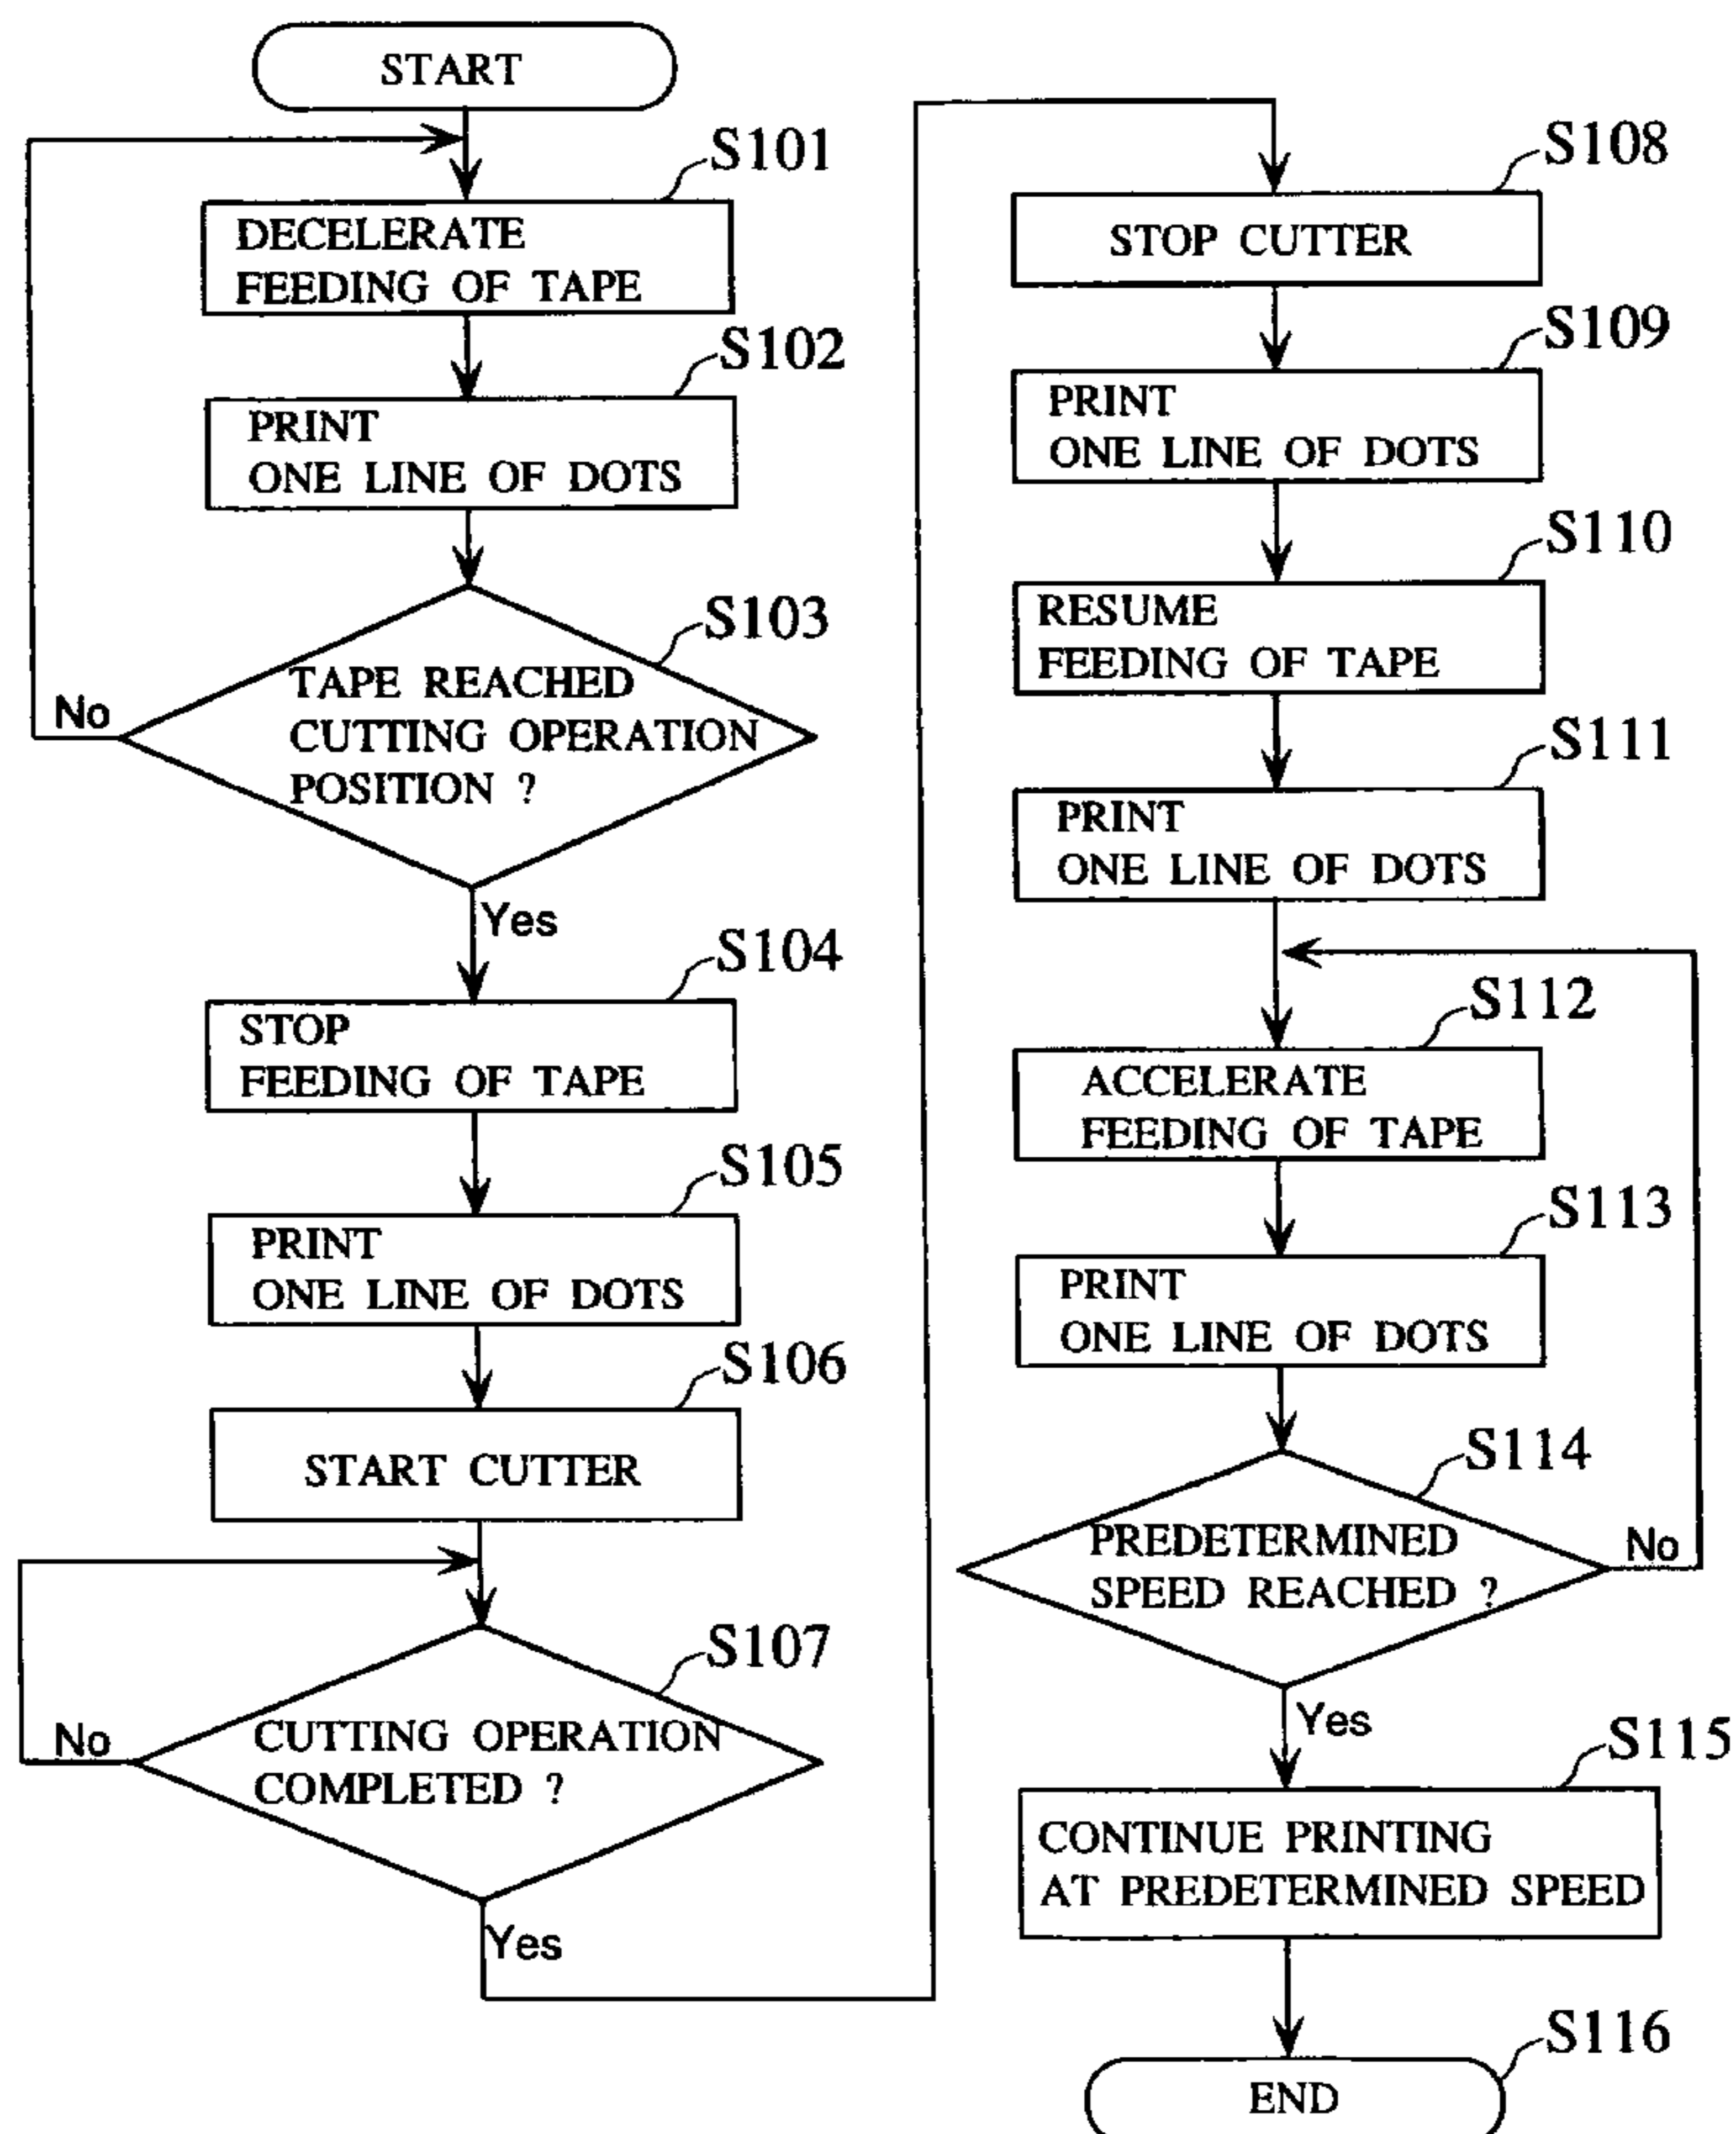 START
S101
DECELERATE
FEEDING OF TAPE
S102
PRINT
ONE LINE OF DOTS
S103
TAPE REACHED
CUTTING OPERATION
POSITION ?
No
Yes
S104
STOP
FEEDING OF TAPE
S105
PRINT
ONE LINE OF DOTS
S106
START CUTTER
S107
CUTTING OPERATION
COMPLETED ?
No
Yes
S108
STOP CUTTER
S109
PRINT
ONE LINE OF DOTS
S110
RESUME
FEEDING OF TAPE
S111
PRINT
ONE LINE OF DOTS
S112
ACCELERATE
FEEDING OF TAPE
S113
PRINT
ONE LINE OF DOTS
S114
PREDETERMINED
SPEED REACHED ?
No
Yes
S115
CONTINUE PRINTING
AT PREDETERMINED SPEED
S116
END